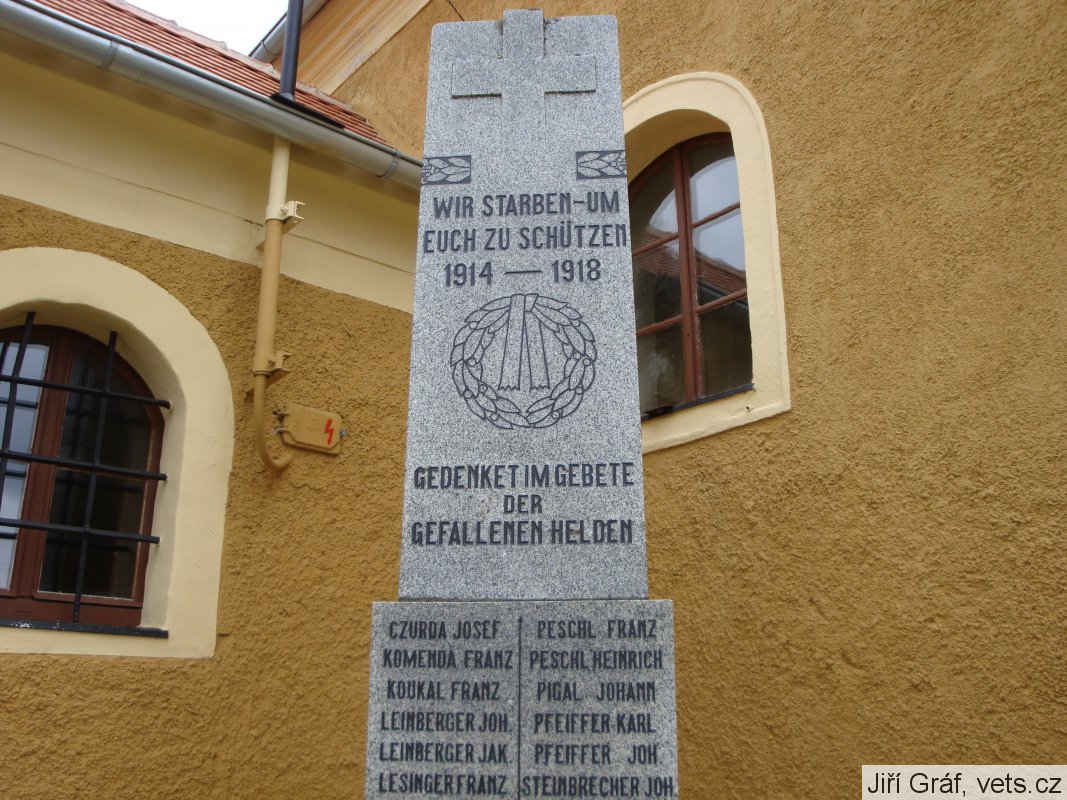 WIR STARBEN-UM
EUCH ZU SCHÜTZEN
1914 — 1918
GEDENKET IM GEBETE
DER
GEFALLENEN HELDEN
CZURDA JOSEF
KOMENDA FRANZ
KOUKAL FRANZ
LEINBERGER JOH.
LEINBERGER JAK
LESINGER FRANZ
PESCHL FRANZ
PESCHL HEINRICH
PIGAL JOHANN
PFEIFFER KARL
PFEIFFER JOH
STEINBRECHER JOH.
Jiří Gráf, vets.cz